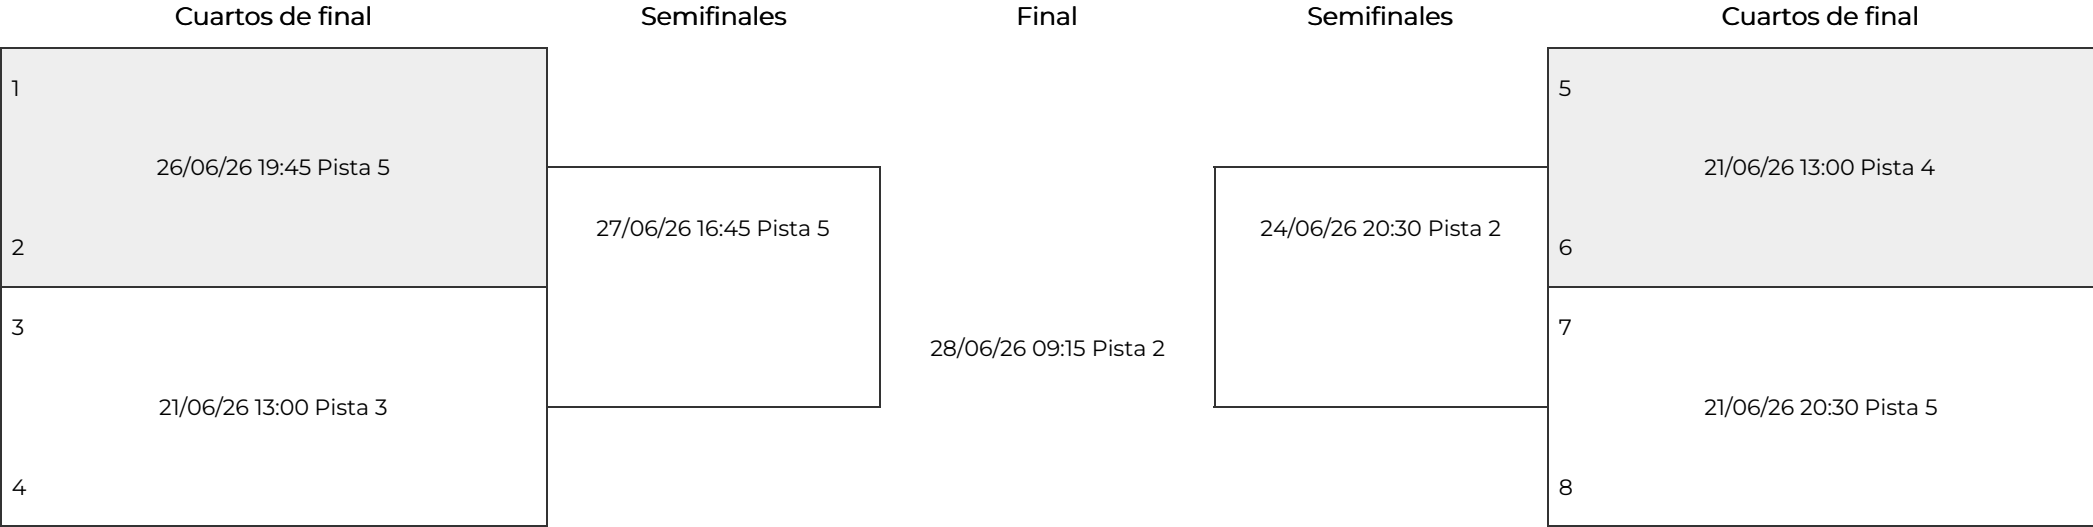 Cuartos de final
Semifinales
Final
Semifinales
Cuartos de final
1
26/06/26 19:45 Pista 5
2
3
21/06/26 13:00 Pista 3
4
27/06/26 16:45 Pista 5
28/06/26 09:15 Pista 2
24/06/26 20:30 Pista 2
5
21/06/26 13:00 Pista 4
6
7
21/06/26 20:30 Pista 5
8